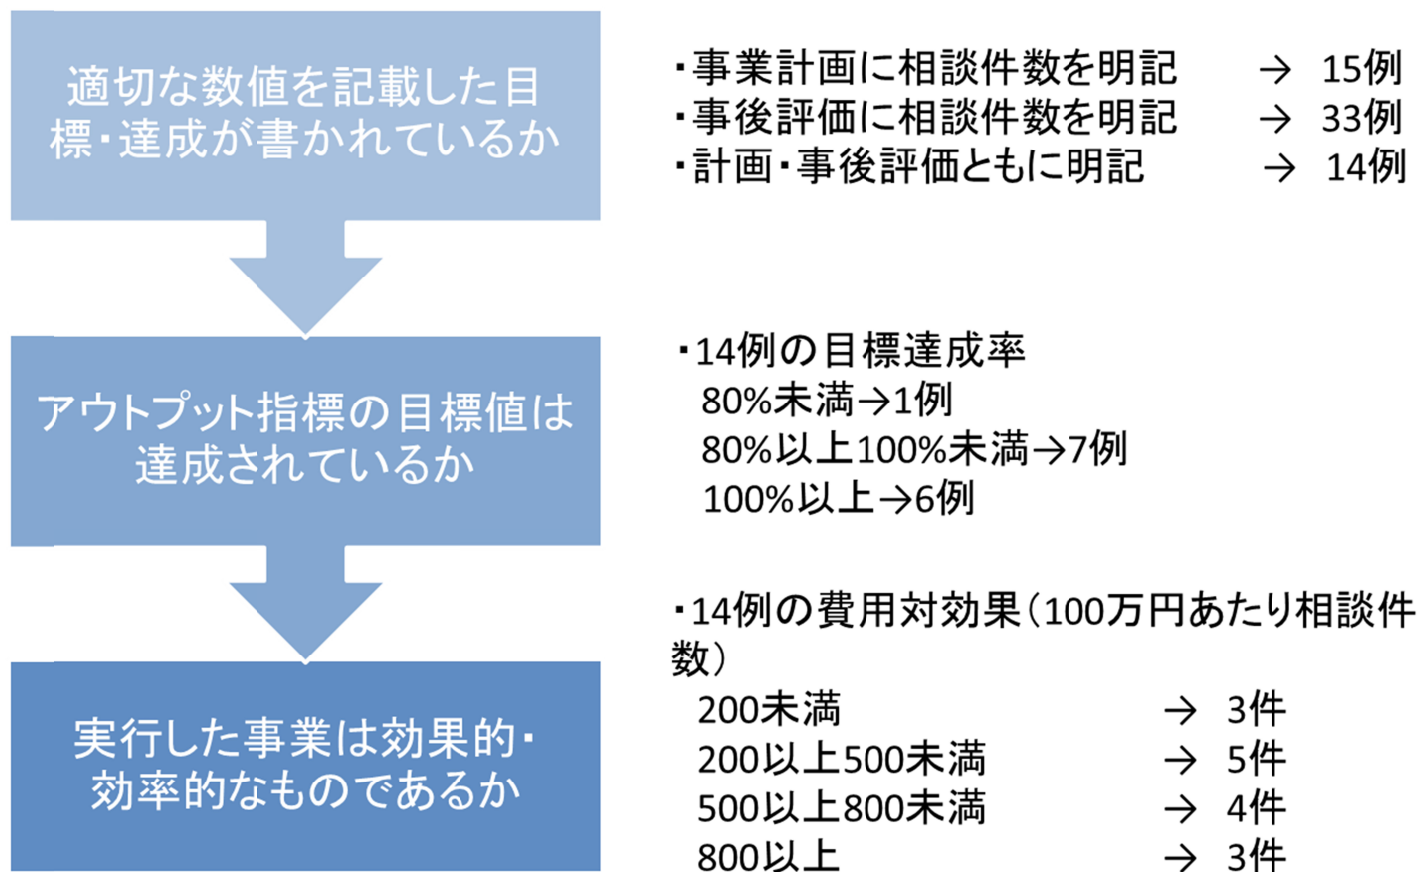 適切な数値を記載した目
標・達成が書かれているか
・事業計画に相談件数を明記 → 15例
・事後評価に相談件数を明記 → 33例
・計画・事後評価ともに明記 → 14例
アウトプット指標の目標値は
達成されているか
・14例の目標達成率
80%未満→1例
80%以上100%未満→7例
100%以上→6例
実行した事業は効果的・
効率的なものであるか
・14例の費用対効果（100万円あたり相談件
数）
200未満 → 3件
200以上500未満 → 5件
500以上800未満 → 4件
800以上 → 3件